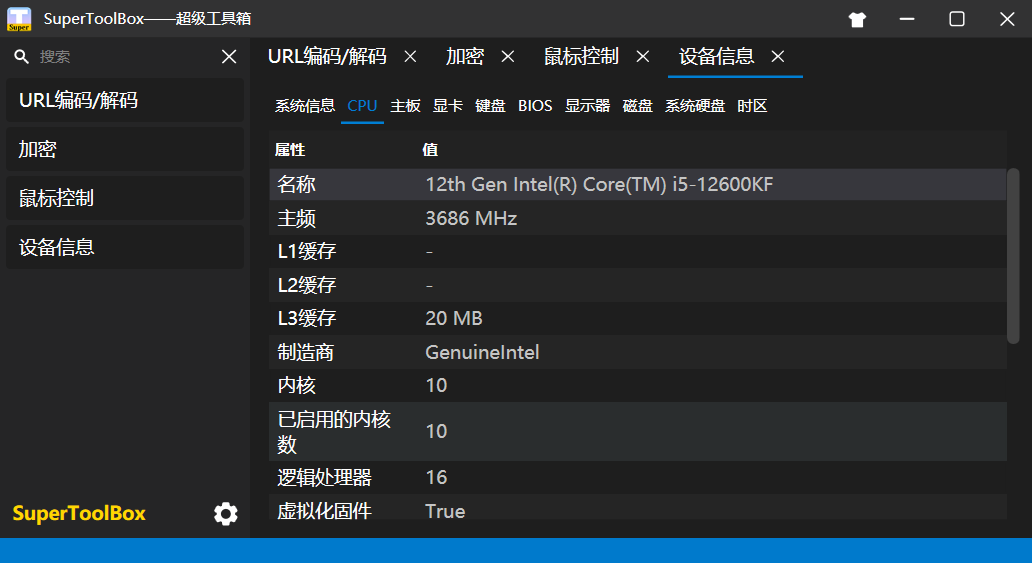 SuperToolBox——超级工具箱
搜索
URL编码/解码
加密
鼠标控制
设备信息
SuperToolBox
URL编码/解码 加密 鼠标控制 设备信息
系统信息 CPU 主板 显卡 键盘 BIOS 显示器 磁盘 系统硬盘 时区
属性 值
名称 12th Gen Intel(R) Core(TM) i5-12600KF
主频 3686 MHz
L1缓存 -
L2缓存 -
L3缓存 20 MB
制造商 GenuineIntel
内核 10
已启用的内核
数 10
逻辑处理器 16
虚拟化固件 True